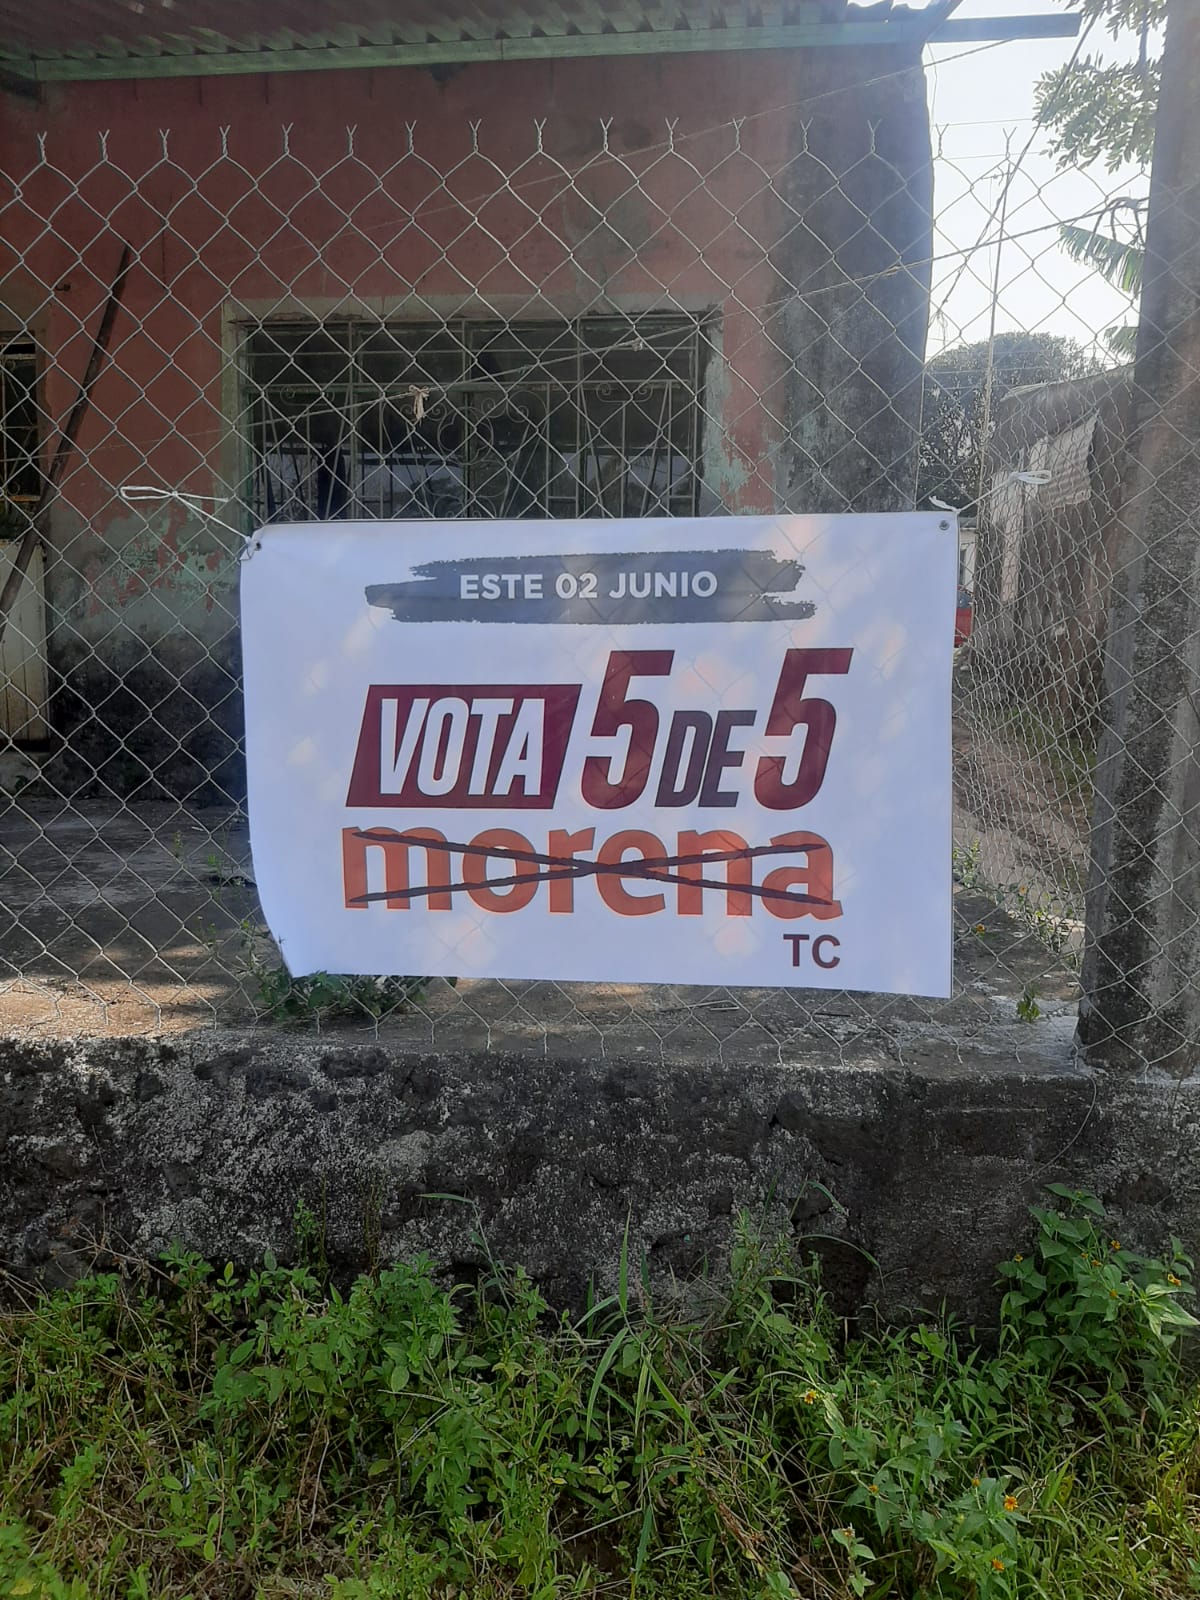 ESTE 02 JUNIO
VOTA 5 DE 5
morena
TC